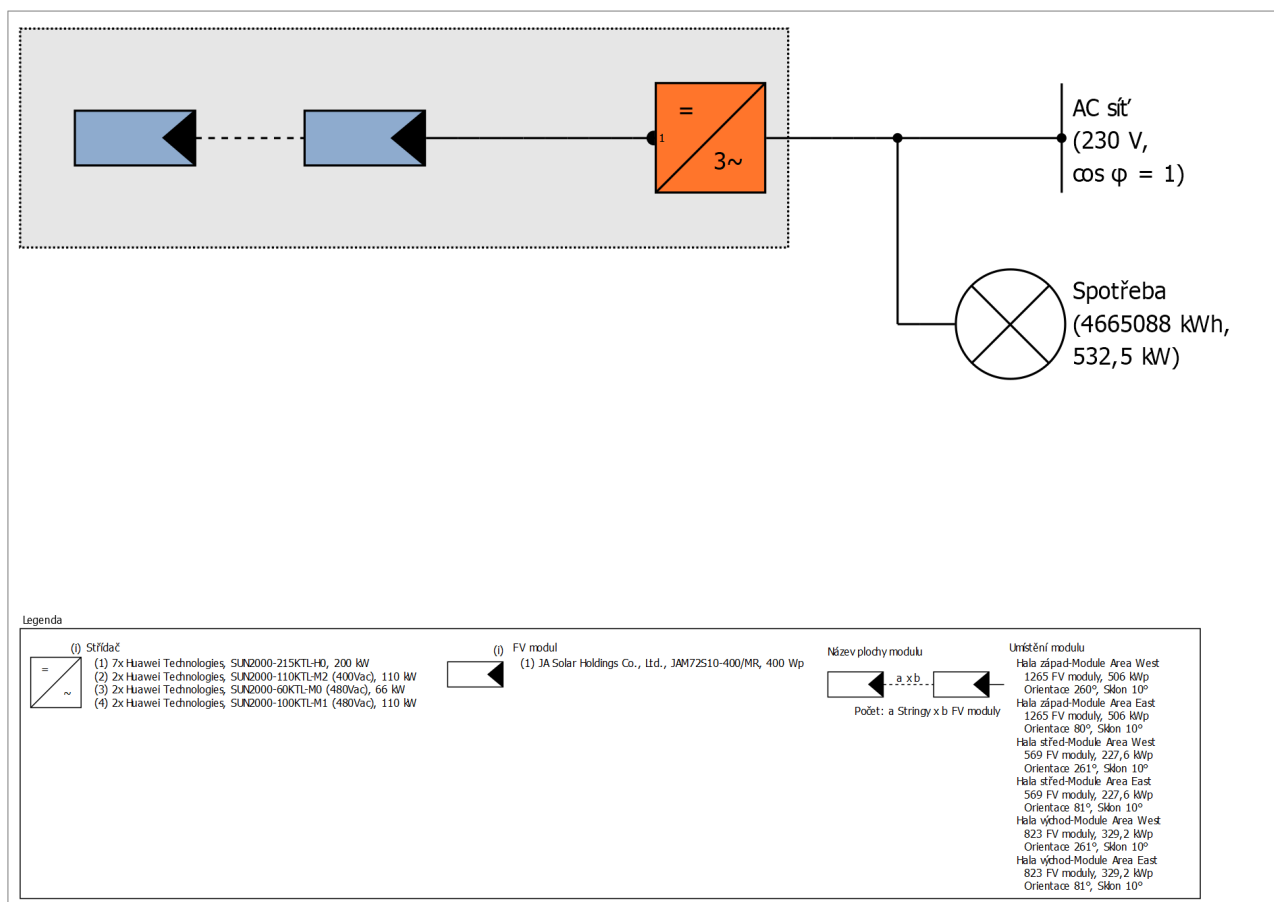 =
1
3~
AC síť
(230 V,
cos φ = 1)
Spotřeba
(4665088 kWh,
532,5 kW)
Legenda
(i) Střídač
=
~
(1) 7x Huawei Technologies, SUN2000-215KTL-H0, 200 kW
(2) 2x Huawei Technologies, SUN2000-110KTL-M2 (400Vac), 110 kW
(3) 2x Huawei Technologies, SUN2000-60KTL-M0 (480Vac), 66 kW
(4) 2x Huawei Technologies, SUN2000-100KTL-M1 (480Vac), 110 kW
(i) FV modul
(1) JA Solar Holdings Co., Ltd., JAM72S10-400/MR, 400 Wp
Název plochy modulu
a x b
Počet: a Stringy x b FV moduly
Umístění modulu
Hala západ-Module Area West
1265 FV moduly, 506 kWp
Orientace 260°, Sklon 10°
Hala západ-Module Area East
1265 FV moduly, 506 kWp
Orientace 80°, Sklon 10°
Hala střed-Module Area West
569 FV moduly, 227,6 kWp
Orientace 261°, Sklon 10°
Hala střed-Module Area East
569 FV moduly, 227,6 kWp
Orientace 81°, Sklon 10°
Hala východ-Module Area West
823 FV moduly, 329,2 kWp
Orientace 261°, Sklon 10°
Hala východ-Module Area East
823 FV moduly, 329,2 kWp
Orientace 81°, Sklon 10°